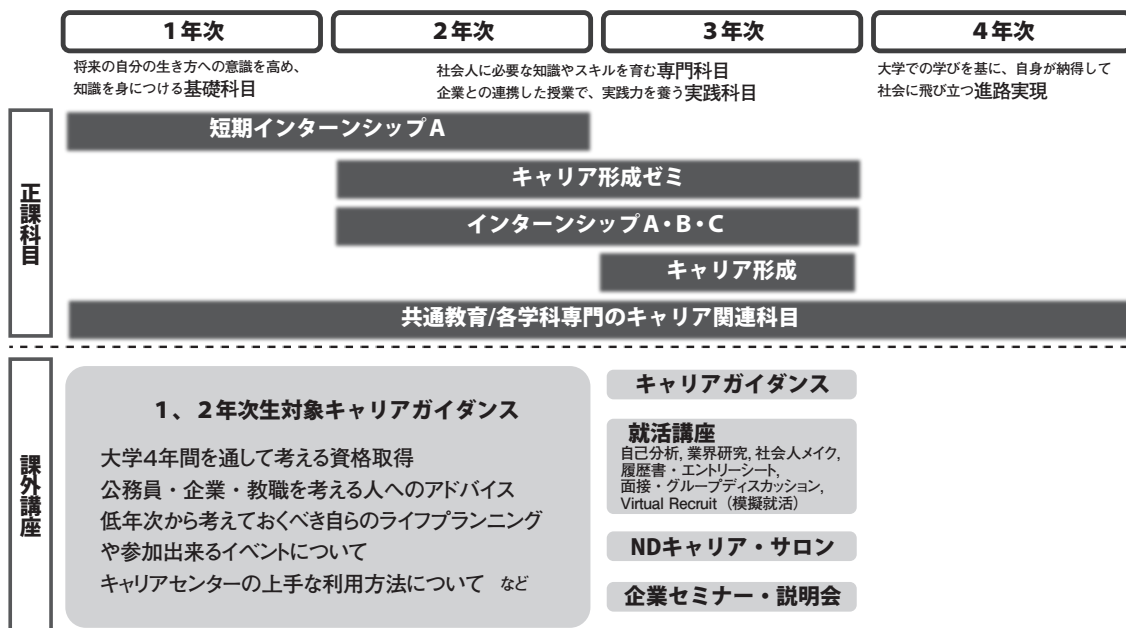 1年次
2年次
3年次
4年次
将来の自分の生き方への意識を高め、
知識を身につける基礎科目
社会人に必要な知識やスキルを育む専門科目
企業との連携した授業で、実践力を養う実践科目
大学での学びを基に、自身が納得して
社会に飛び立つ進路実現
正課科目
短期インターンシップA
キャリア形成ゼミ
インターンシップA・B・C
キャリア形成
共通教育/各学科専門のキャリア関連科目
課外講座
1、2年次生対象キャリアガイダンス
大学4年間を通して考える資格取得
公務員・企業・教職を考える人へのアドバイス
低年次から考えておくべき自らのライフプランニング
や参加出来るイベントについて
キャリアセンターの上手な利用方法について など
キャリアガイダンス
就活講座
自己分析, 業界研究, 社会人メイク,
履歴書・エントリーシート,
面接・グループディスカッション,
Virtual Recruit（模擬就活）
NDキャリア・サロン
企業セミナー・説明会